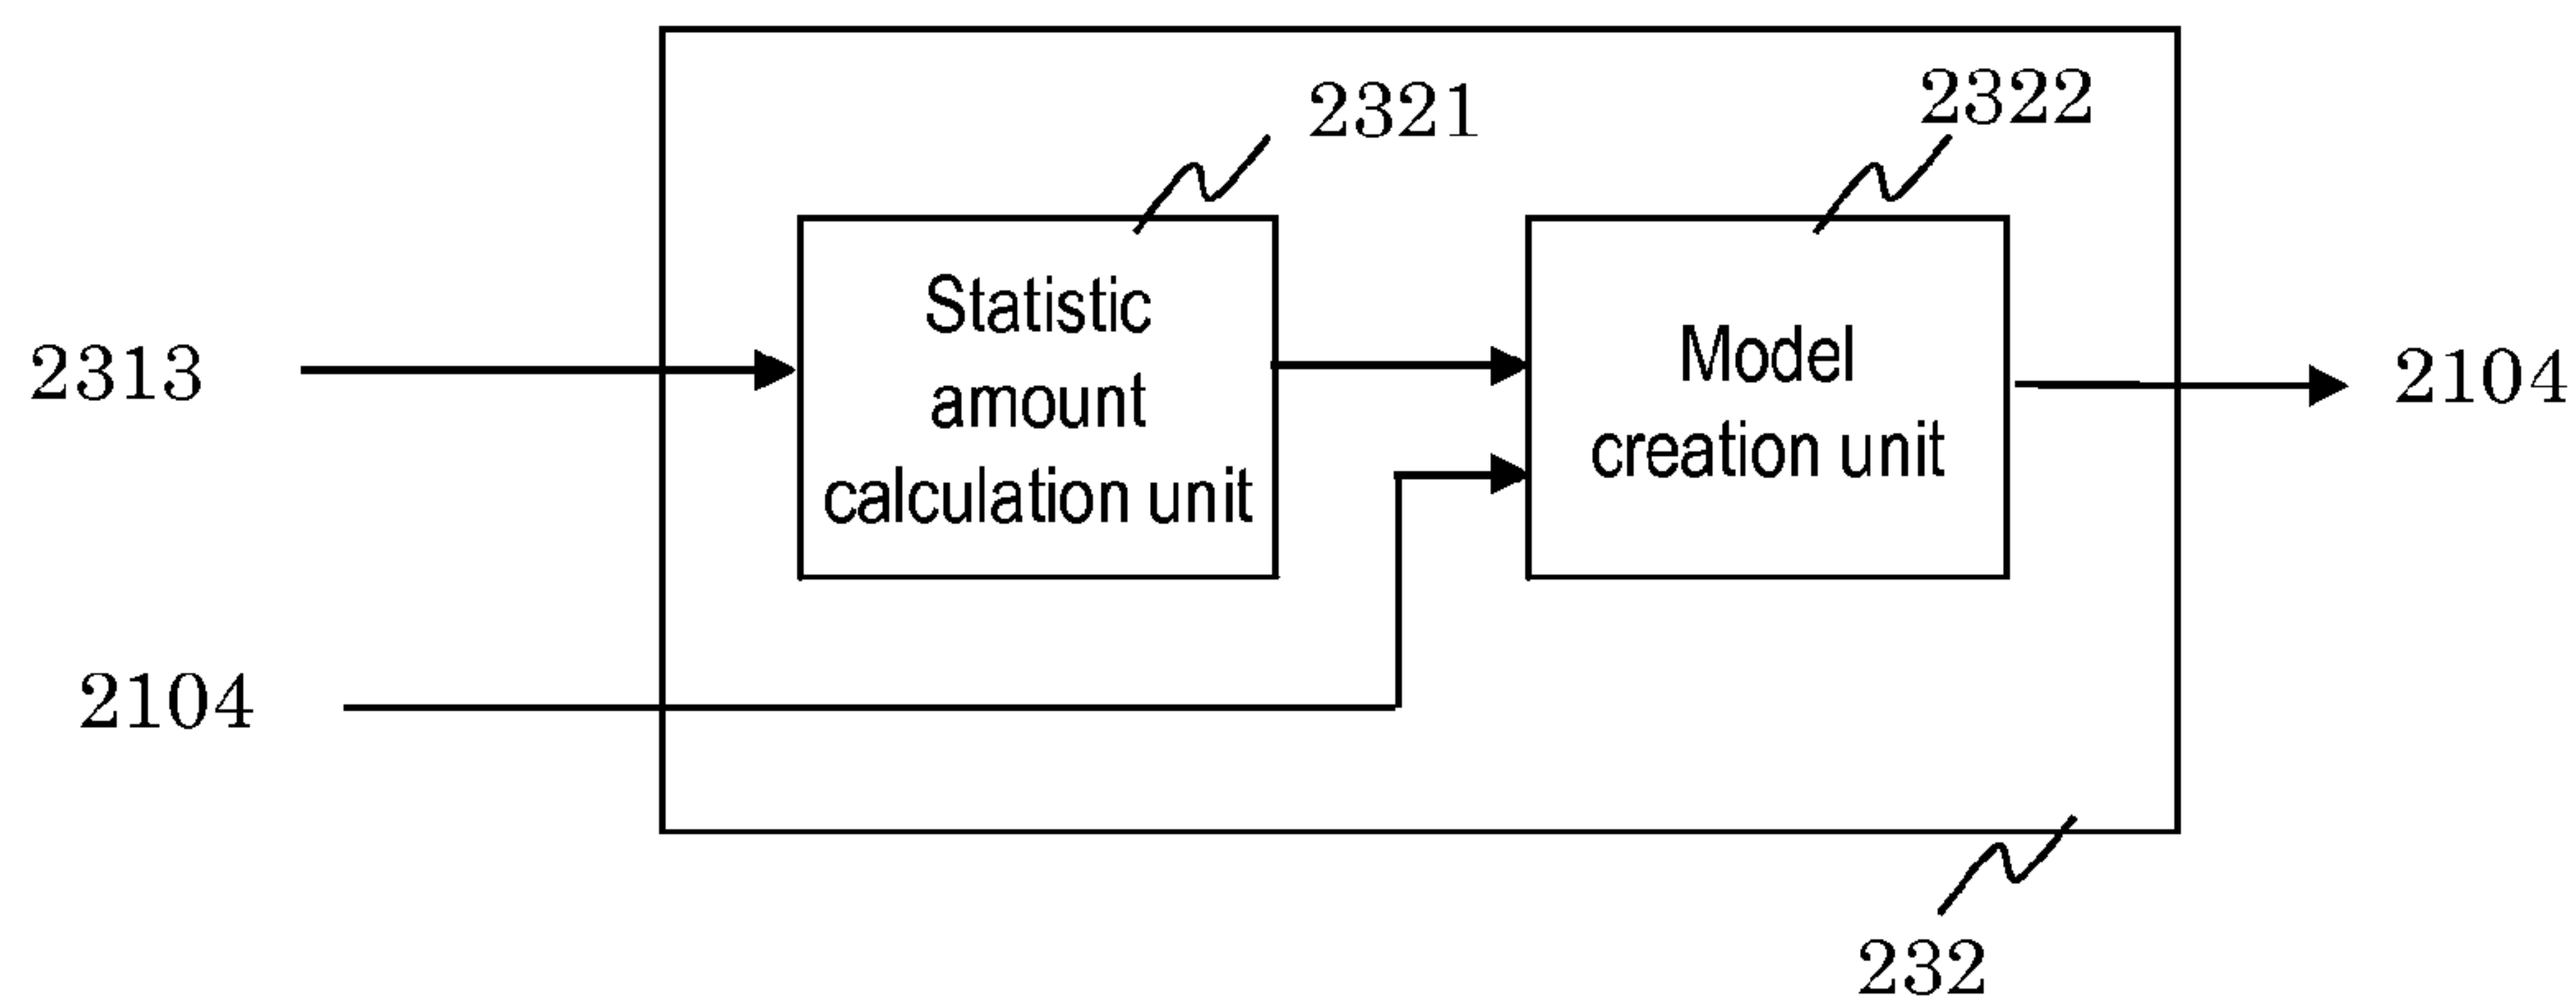 2321
2322
Statistic
amount
calculation unit
Model
creation unit
2313
2104
2104
232